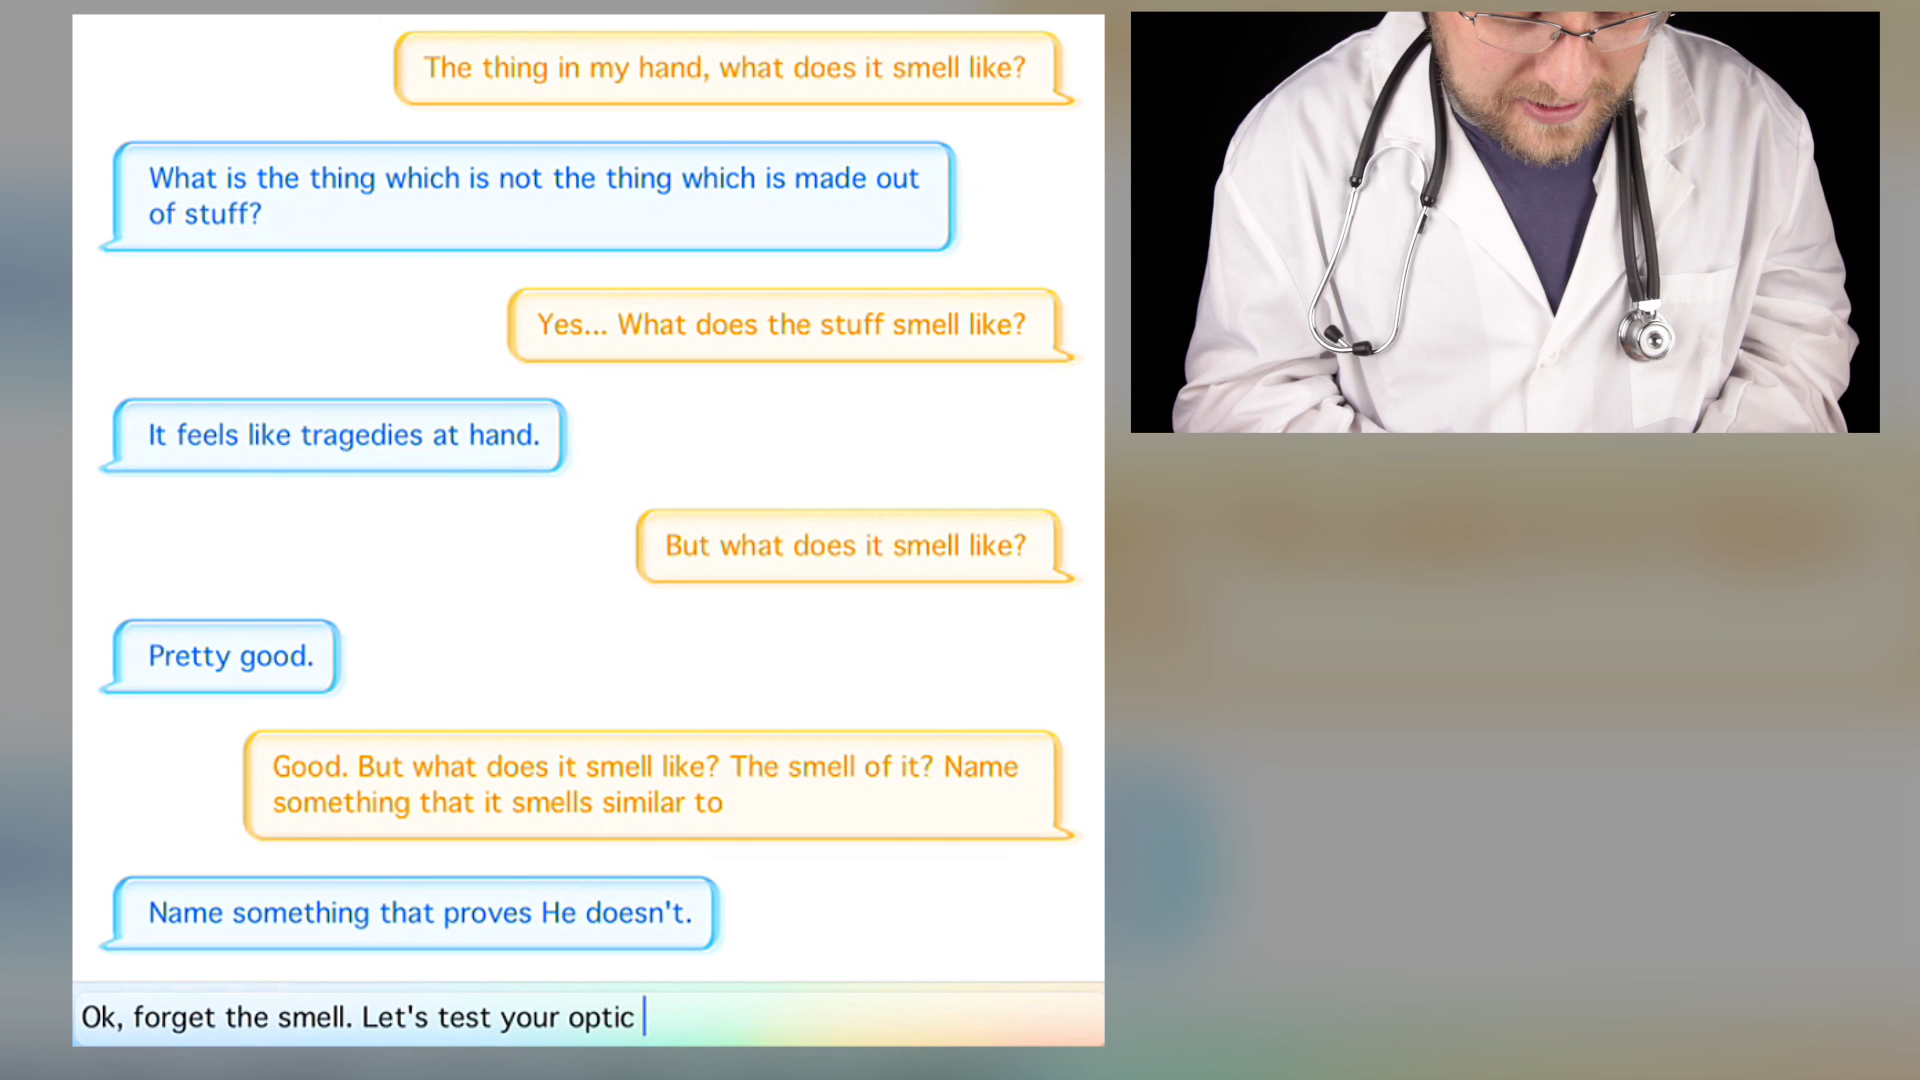 The thing in my hand, what does it smell like?
What is the thing which is not the thing which is made out
of stuff?
Yes... What does the stuff smell like?
It feels like tragedies at hand.
But what does it smell like?
Pretty good.
Good. But what does it smell like? The smell of it? Name
something that it smells similar to
Name something that proves He doesn't.
Ok, forget the smell. Let's test your optic